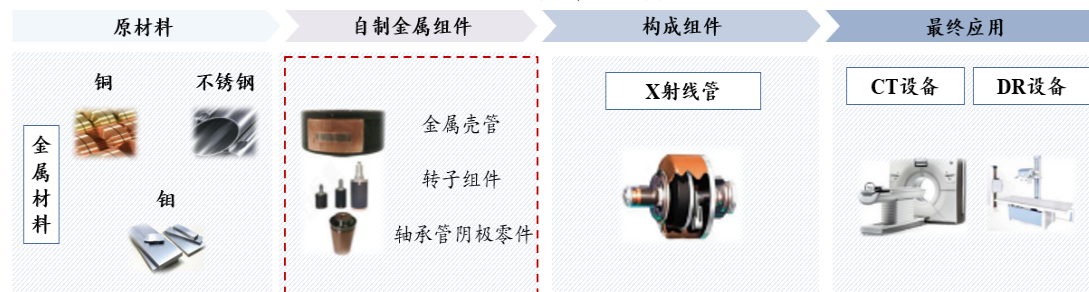 原材料
自制金属组件
构成组件
最终应用
铜
不锈钢
金属材料
钼
金属壳管
转子组件
轴承管阴极零件
X射线管
CT设备
DR设备